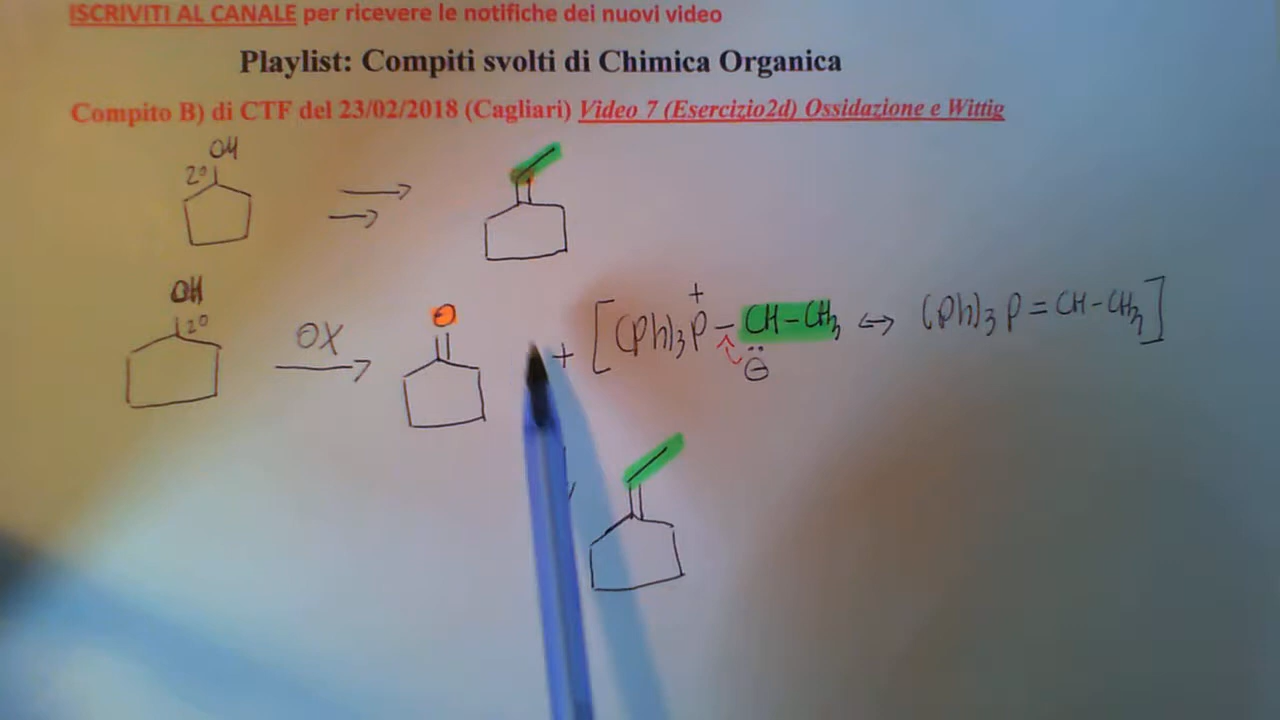 ISCRIVITI AL CANALE per ricevere le notifiche dei nuovi video
Playlist: Compiti svolti di Chimica Organica
Compito B) di CTF del 23/02/2018 (Cagliari) Video 7 (Esercizio2d) Ossidazione e Wittig
OH
2°
OH
2°
OX
O
+ [(Ph)3P+ - CH-CH3 ⊖ ↔ (Ph)3P=CH-CH3]